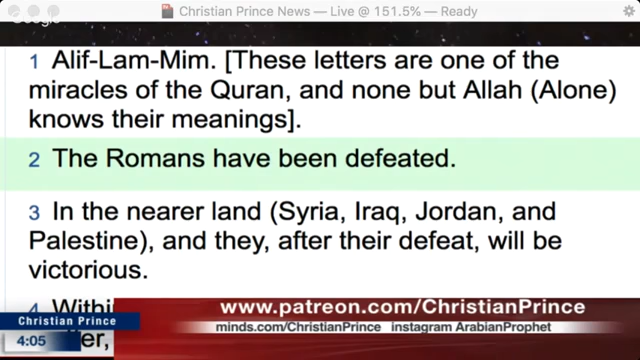 Christian Prince News — Live @ 151.5% — Ready
Google
1 Alif-Lam-Mim. [These letters are one of the
miracles of the Quran, and none but Allah (Alone)
knows their meanings].
2 The Romans have been defeated.
3 In the nearer land (Syria, Iraq, Jordan, and
Palestine), and they, after their defeat, will be
victorious.
www.patreon.com/ChristianPrince
Christian Prince
minds.com/ChristianPrince instagram ArabianProphet
4:05